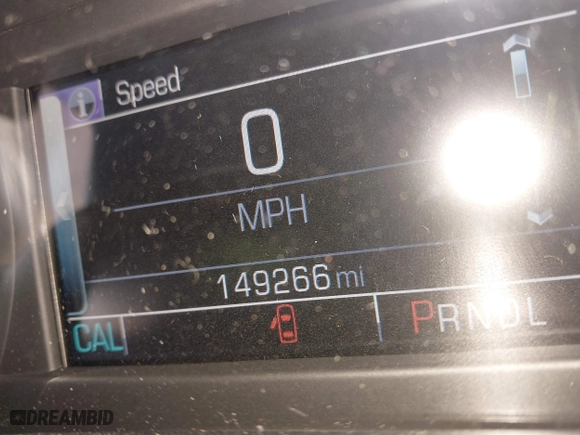 i Speed
0
MPH
149266 mi
CAL PRNDL
DREAMBID